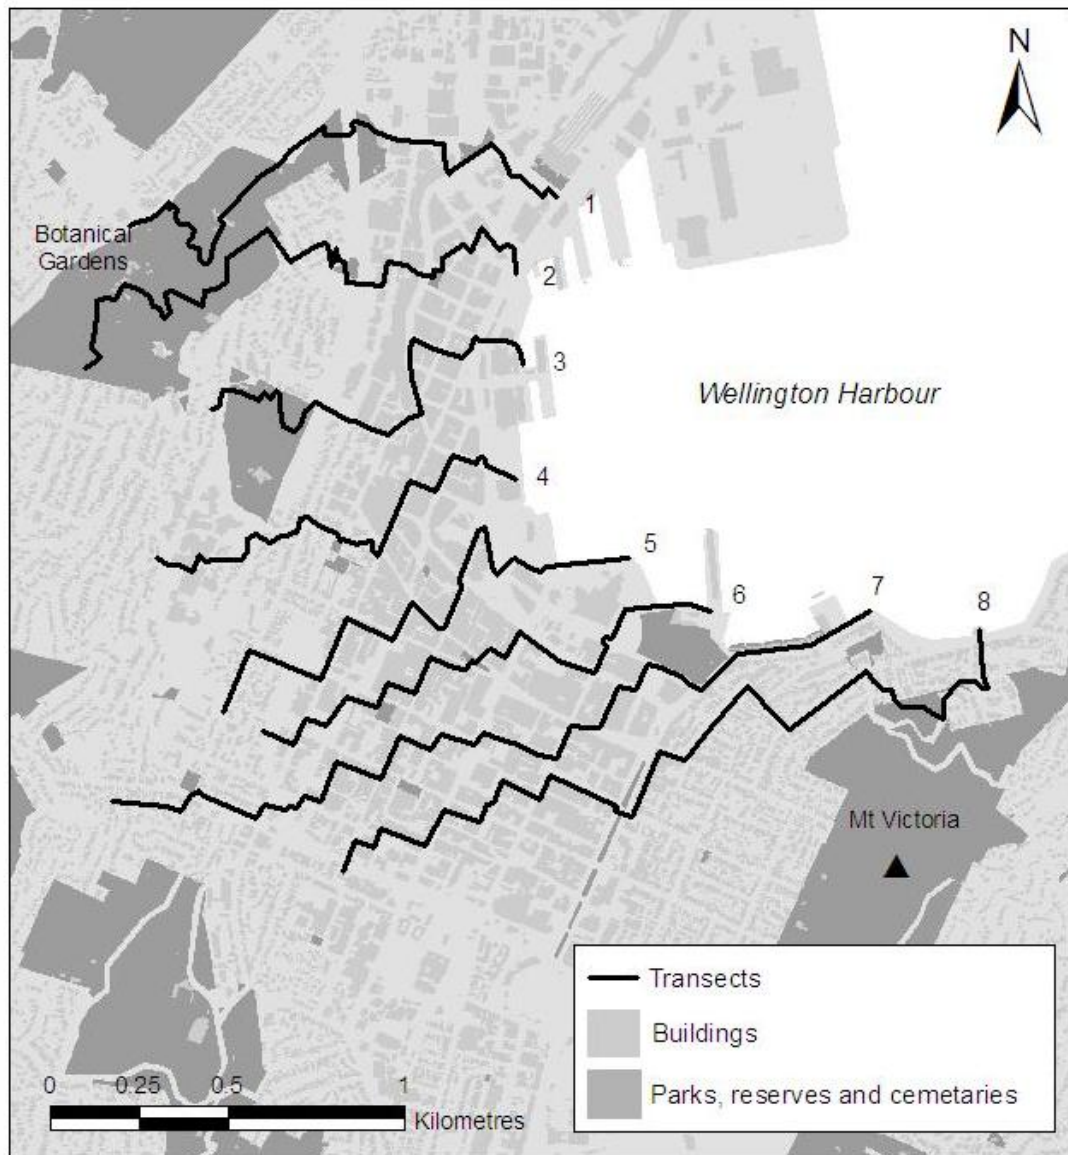 N
1
Botanical
Gardens
2
3
Wellington Harbour
4
5
6
7
8
Mt Victoria
Transects
Buildings
Parks, reserves and cemetaries
0 0.25 0.5 1
Kilometres